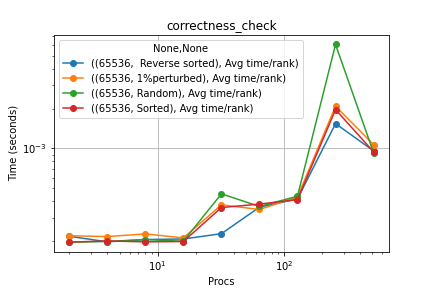 correctness_check
None,None
((65536,  Reverse sorted), Avg time/rank)
((65536, 1%perturbed), Avg time/rank)
((65536, Random), Avg time/rank)
((65536, Sorted), Avg time/rank)
Time (seconds)
10⁻³
10¹ 10²
Procs